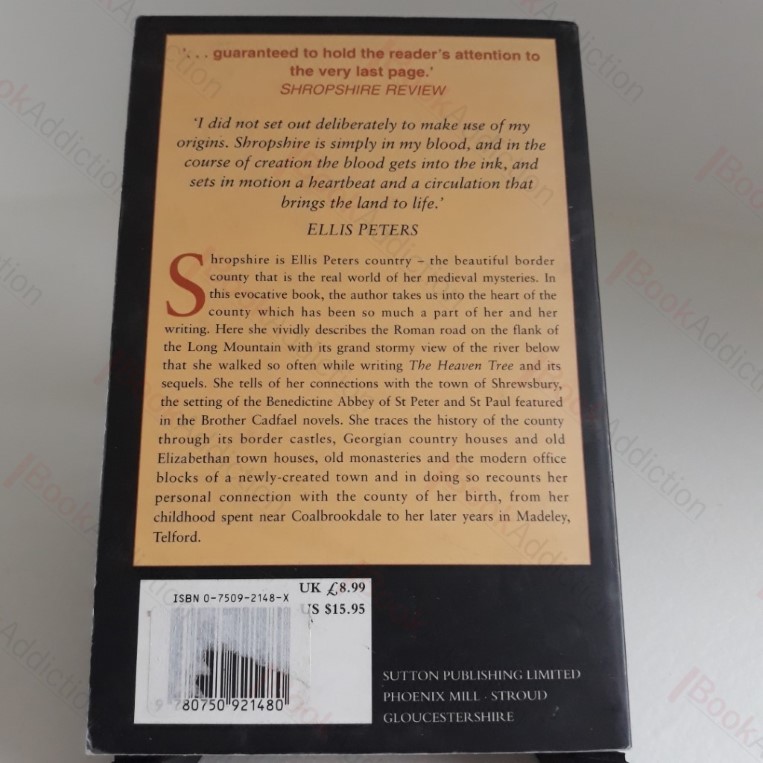 '. . . guaranteed to hold the reader's attention to
the very last page.'
SHROPSHIRE REVIEW
'I did not set out deliberately to make use of my
origins. Shropshire is simply in my blood, and in the
course of creation the blood gets into the ink, and
sets in motion a heartbeat and a circulation that
brings the land to life.'
ELLIS PETERS
Shropshire is Ellis Peters country – the beautiful border
county that is the real world of her medieval mysteries. In
this evocative book, the author takes us into the heart of the
county which has been so much a part of her and her
writing. Here she vividly describes the Roman road on the flank of
the Long Mountain with its grand stormy view of the river below
that she walked so often while writing The Heaven Tree and its
sequels. She tells of her connections with the town of Shrewsbury,
the setting of the Benedictine Abbey of St Peter and St Paul featured
in the Brother Cadfael novels. She traces the history of the county
through its border castles, Georgian country houses and old
Elizabethan town houses, old monasteries and the modern office
blocks of a newly-created town and in doing so recounts her
personal connection with the county of her birth, from her
childhood spent near Coalbrookdale to her later years in Madeley,
Telford.
ISBN 0-7509-2148-X
UK £8.99
US $15.95
9 780750 921480
SUTTON PUBLISHING LIMITED
PHOENIX MILL · STROUD
GLOUCESTERSHIRE
BookAddiction